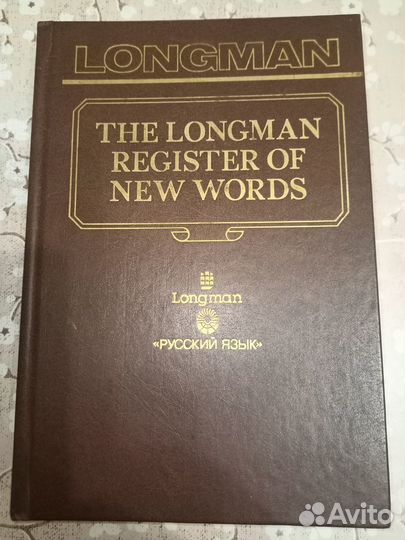 LONGMAN
THE LONGMAN
REGISTER OF
NEW WORDS
Longman
«РУССКИЙ ЯЗЫК»
Avito